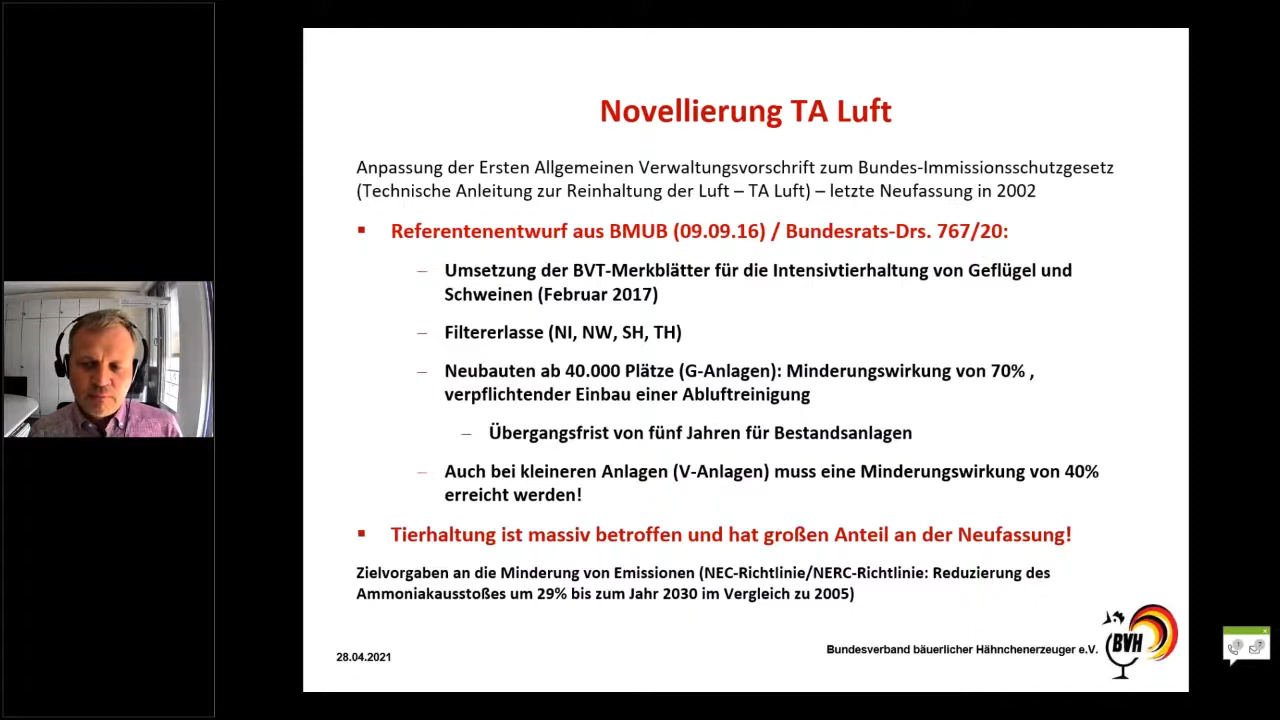 Novellierung TA Luft
Anpassung der Ersten Allgemeinen Verwaltungsvorschrift zum Bundes-Immissionsschutzgesetz
(Technische Anleitung zur Reinhaltung der Luft – TA Luft) – letzte Neufassung in 2002
▪ Referentenentwurf aus BMUB (09.09.16) / Bundesrats-Drs. 767/20:
– Umsetzung der BVT-Merkblätter für die Intensivtierhaltung von Geflügel und
Schweinen (Februar 2017)
– Filtererlasse (NI, NW, SH, TH)
– Neubauten ab 40.000 Plätze (G-Anlagen): Minderungswirkung von 70% ,
verpflichtender Einbau einer Abluftreinigung
– Übergangsfrist von fünf Jahren für Bestandsanlagen
– Auch bei kleineren Anlagen (V-Anlagen) muss eine Minderungswirkung von 40%
erreicht werden!
▪ Tierhaltung ist massiv betroffen und hat großen Anteil an der Neufassung!
Zielvorgaben an die Minderung von Emissionen (NEC-Richtlinie/NERC-Richtlinie: Reduzierung des
Ammoniakausstoßes um 29% bis zum Jahr 2030 im Vergleich zu 2005)
28.04.2021
Bundesverband bäuerlicher Hähnchenerzeuger e.V.
BVH